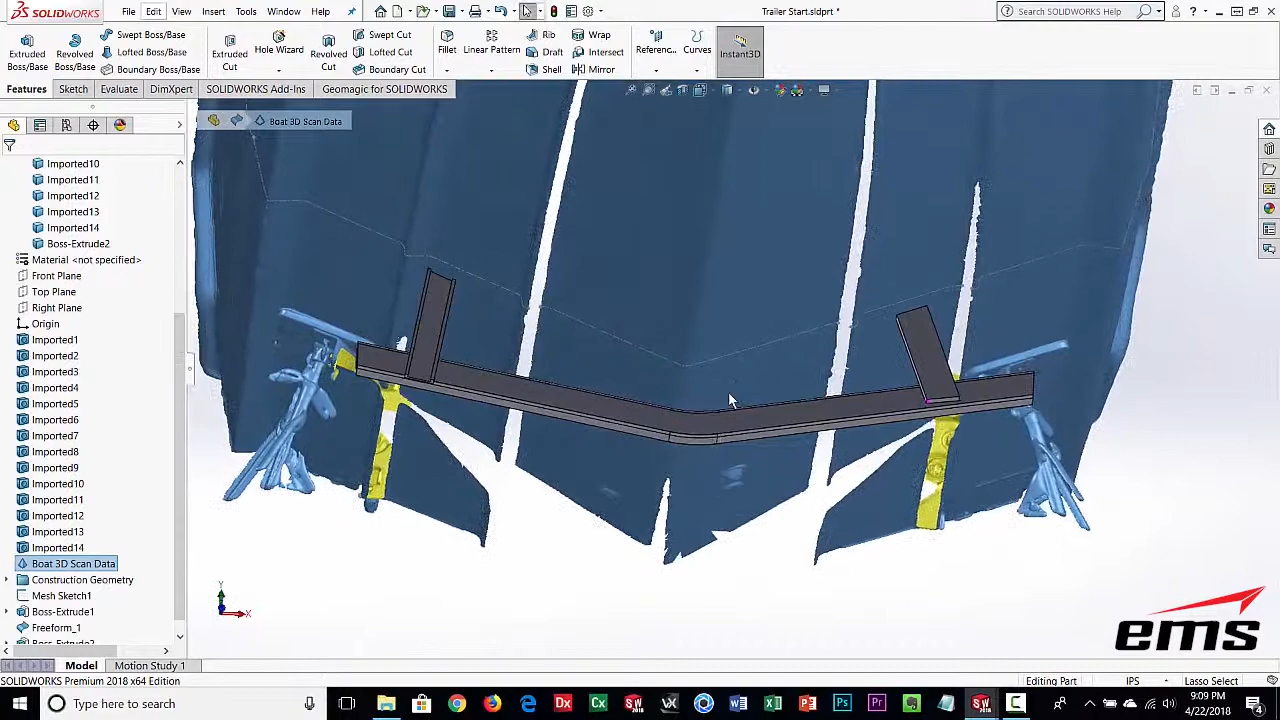 SOLIDWORKS
File
Edit
View
Insert
Tools
Window
Help
Trailer Start.sldprt *
Search SOLIDWORKS Help
Extruded Boss/Base
Revolved Boss/Base
Swept Boss/Base
Lofted Boss/Base
Boundary Boss/Base
Extruded Cut
Hole Wizard
Revolved Cut
Swept Cut
Lofted Cut
Boundary Cut
Fillet
Linear Pattern
Rib
Draft
Shell
Wrap
Intersect
Mirror
Referenc...
Curves
Instant3D
Features
Sketch
Evaluate
DimXpert
SOLIDWORKS Add-Ins
Geomagic for SOLIDWORKS
Boat 3D Scan Data
Imported10
Imported11
Imported12
Imported13
Imported14
Boss-Extrude2
Material <not specified>
Front Plane
Top Plane
Right Plane
Origin
Imported1
Imported2
Imported3
Imported4
Imported5
Imported6
Imported7
Imported8
Imported9
Imported10
Imported11
Imported12
Imported13
Imported14
Boat 3D Scan Data
Construction Geometry
Mesh Sketch1
Boss-Extrude1
Freeform_1
Boss-Extrude2
Y
X
ems
Model
Motion Study 1
SOLIDWORKS Premium 2018 x64 Edition
Editing Part
IPS
Lasso Select
Type here to search
9:09 PM
4/22/2018